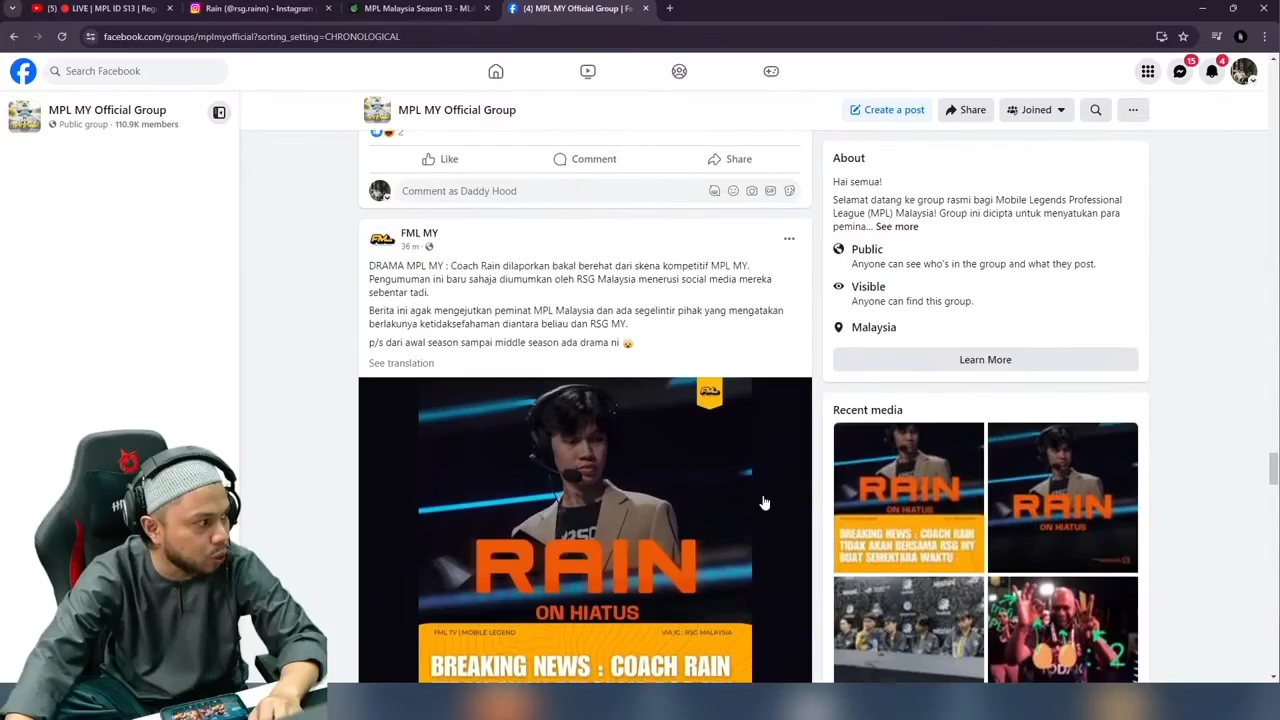 (5) 🔴 LIVE | MPL ID S13 | Reg
Rain (@rsg.rainn) • Instagram
MPL Malaysia Season 13 - ML
(4) MPL MY Official Group | Fa
facebook.com/groups/mplmyofficial?sorting_setting=CHRONOLOGICAL
Search Facebook
15
4
MPL MY Official Group
Public group · 110.9K members
MPL MY Official Group
Create a post
Share
Joined
2
Like
Comment
Share
Comment as Daddy Hood
FML MY
36 m
DRAMA MPL MY : Coach Rain dilaporkan bakal berehat dari skena kompetitif MPL MY.
Pengumuman ini baru sahaja diumumkan oleh RSG Malaysia menerusi social media mereka
sebentar tadi.
Berita ini agak mengejutkan peminat MPL Malaysia dan ada segelintir pihak yang mengatakan
berlakunya ketidaksefahaman diantara beliau dan RSG MY.
p/s dari awal season sampai middle season ada drama ni 😮
See translation
FML
RAIN
ON HIATUS
FML TV | MOBILE LEGEND
VIA IG : RSG MALAYSIA
BREAKING NEWS : COACH RAIN
About
Hai semua!
Selamat datang ke group rasmi bagi Mobile Legends Professional
League (MPL) Malaysia! Group ini dicipta untuk menyatukan para
pemina... See more
Public
Anyone can see who's in the group and what they post.
Visible
Anyone can find this group.
Malaysia
Learn More
Recent media
RAIN
ON HIATUS
BREAKING NEWS : COACH RAIN
TIDAK AKAN BERSAMA RSG MY
BUAT SEMENTARA WAKTU
RAIN
ON HIATUS
2